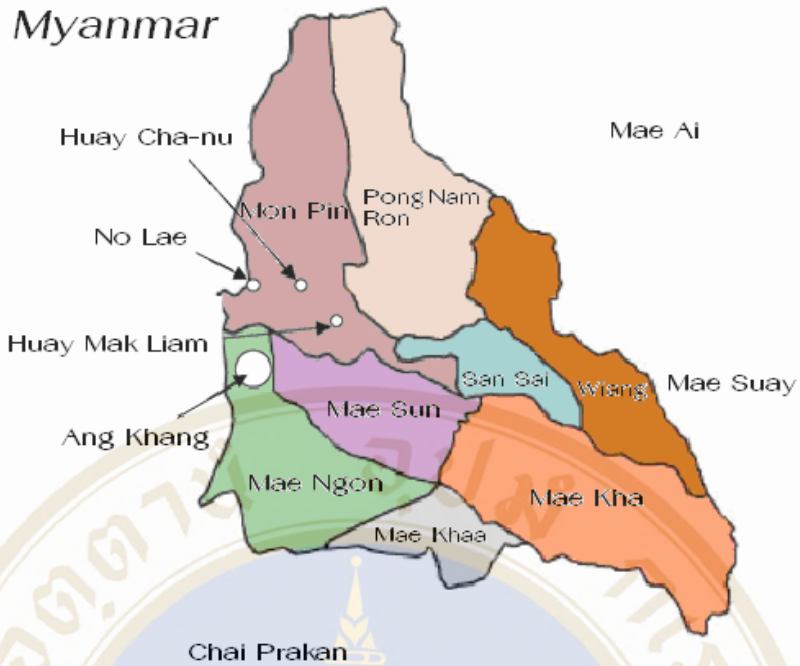 Myanmar
Mae Ai
Huay Cha-nu
Mon Pin
Pong Nam
Ron
No Lae
Huay Mak Liam
San Sai
Wiang
Mae Suay
Mae Sun
Ang Khang
Mae Ngon
Mae Kha
Mae Khaa
Chai Prakan